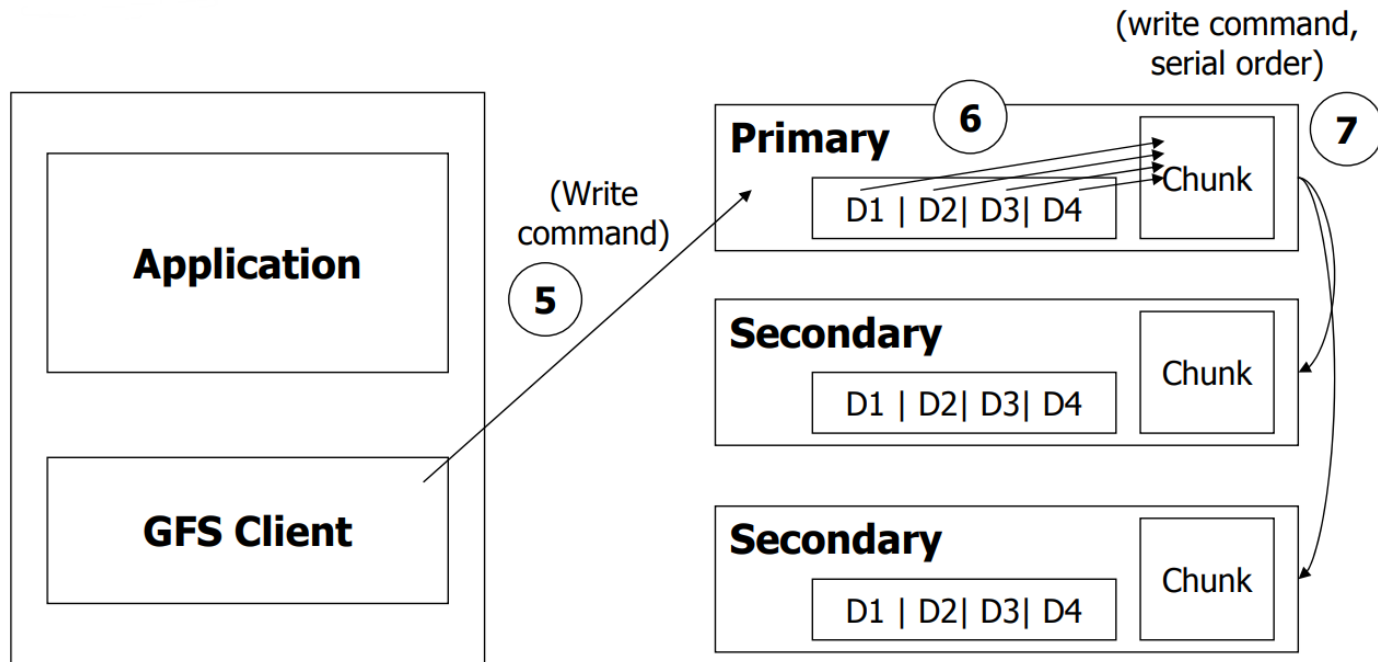 (write command,
serial order)
6
7
Primary
Chunk
D1 | D2| D3| D4
(Write
command)
5
Application
Secondary
Chunk
D1 | D2| D3| D4
GFS Client
Secondary
Chunk
D1 | D2| D3| D4